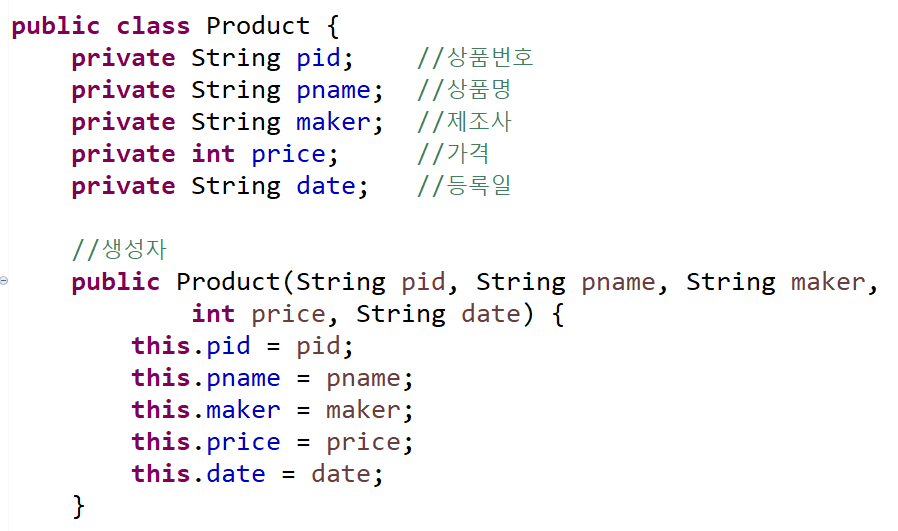 public class Product {
    private String pid;    //상품번호
    private String pname;  //상품명
    private String maker;  //제조사
    private int price;     //가격
    private String date;   //등록일
    //생성자
    public Product(String pid, String pname, String maker,
            int price, String date) {
        this.pid = pid;
        this.pname = pname;
        this.maker = maker;
        this.price = price;
        this.date = date;
    }